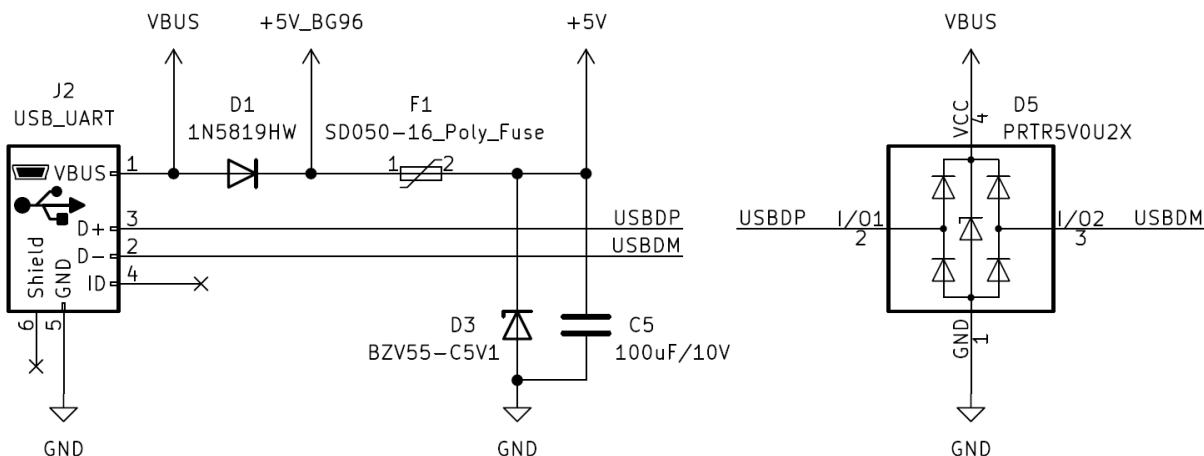 VBUS
+5V_BG96
+5V
VBUS
J2
USB_UART
D1
1N5819HW
F1
SD050-16_Poly_Fuse
VCC
4
D5
PRTR5V0U2X
VBUS
1
1
2
D+
3
USBDP
D-
2
USBDM
ID
4
Shield
GND
6
5
USBDP
I/O1
2
I/O2
3
USBDM
D3
BZV55-C5V1
C5
100uF/10V
GND
1
GND
GND
GND